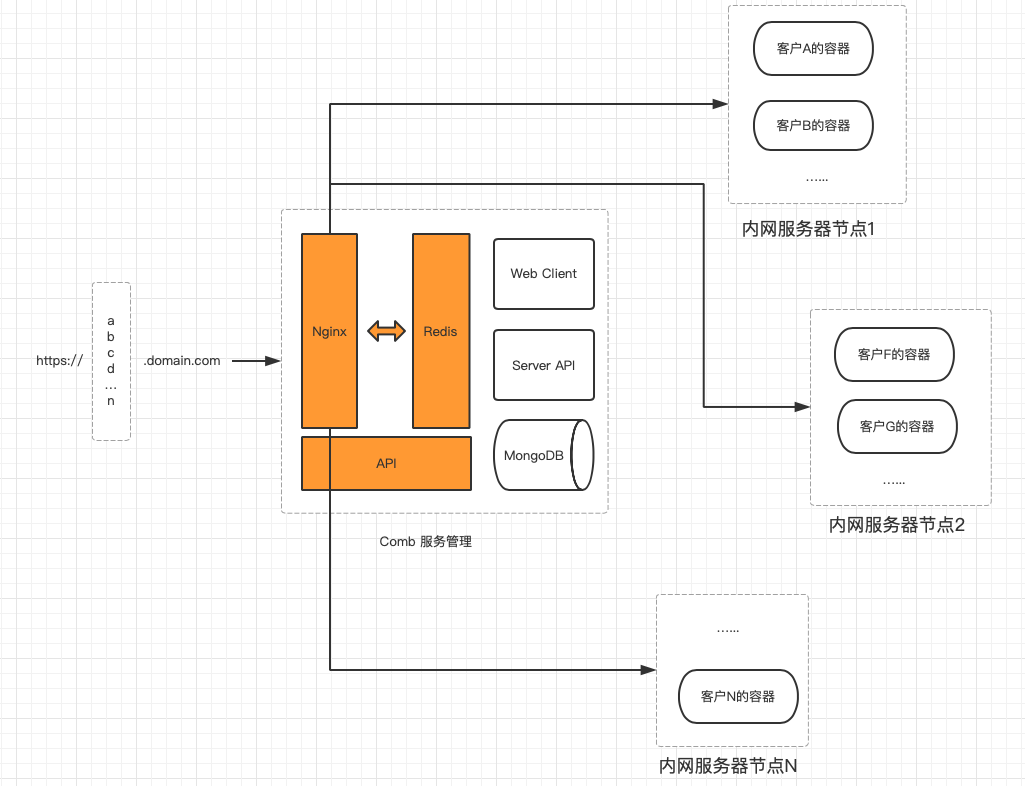 https://
a
b
c
d
...
n
.domain.com
Nginx
Redis
API
Web Client
Server API
MongoDB
Comb 服务管理
客户A的容器
客户B的容器
……
内网服务器节点1
客户F的容器
客户G的容器
……
内网服务器节点2
……
客户N的容器
内网服务器节点N